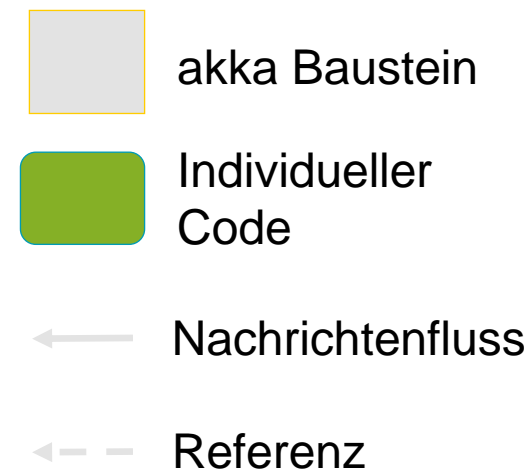 akka Baustein
Individueller
Code
Nachrichtenfluss
Referenz